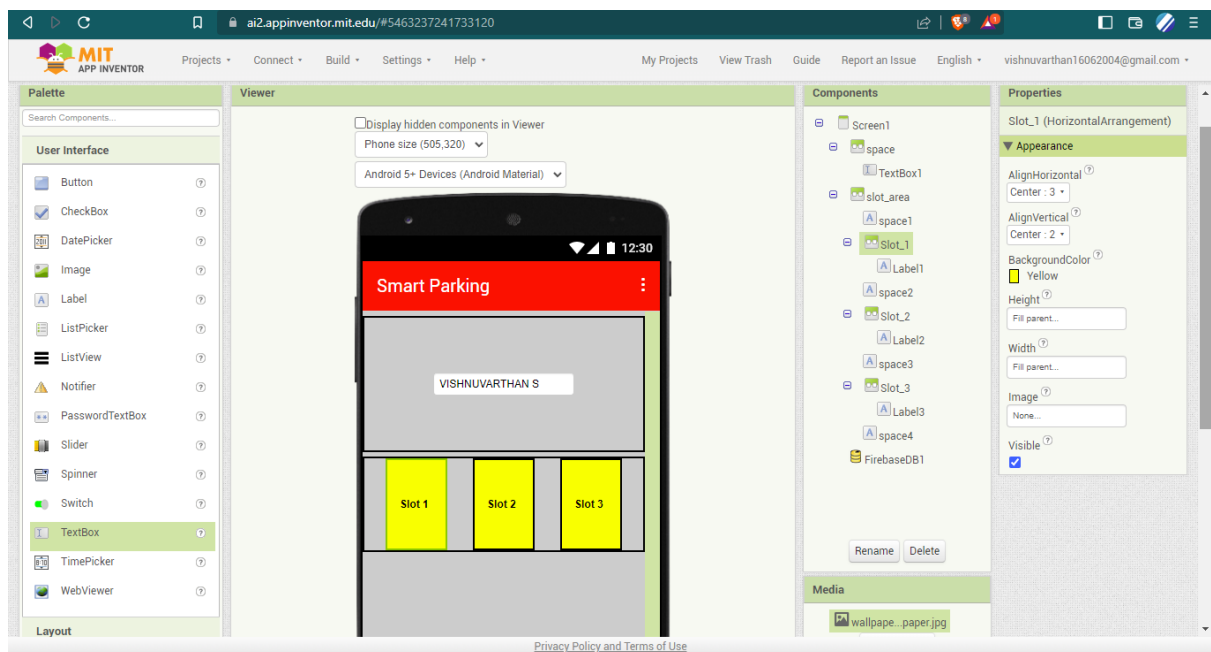 ai2.appinventor.mit.edu/#5463237241733120
MIT
APP INVENTOR
Projects
Connect
Build
Settings
Help
My Projects
View Trash
Guide
Report an Issue
English
vishnuvarthan16062004@gmail.com
Palette
Search Components...
User Interface
Button
CheckBox
DatePicker
Image
Label
ListPicker
ListView
Notifier
PasswordTextBox
Slider
Spinner
Switch
TextBox
TimePicker
WebViewer
Layout
Viewer
Display hidden components in Viewer
Phone size (505,320)
Android 5+ Devices (Android Material)
12:30
Smart Parking
VISHNUVARTHAN S
Slot 1
Slot 2
Slot 3
Components
Screen1
space
TextBox1
slot_area
space1
Slot_1
Label1
space2
Slot_2
Label2
space3
Slot_3
Label3
space4
FirebaseDB1
Rename
Delete
Media
wallpape...paper.jpg
Properties
Slot_1 (HorizontalArrangement)
Appearance
AlignHorizontal
Center : 3
AlignVertical
Center : 2
BackgroundColor
Yellow
Height
Fill parent...
Width
Fill parent...
Image
None...
Visible
Privacy Policy and Terms of Use